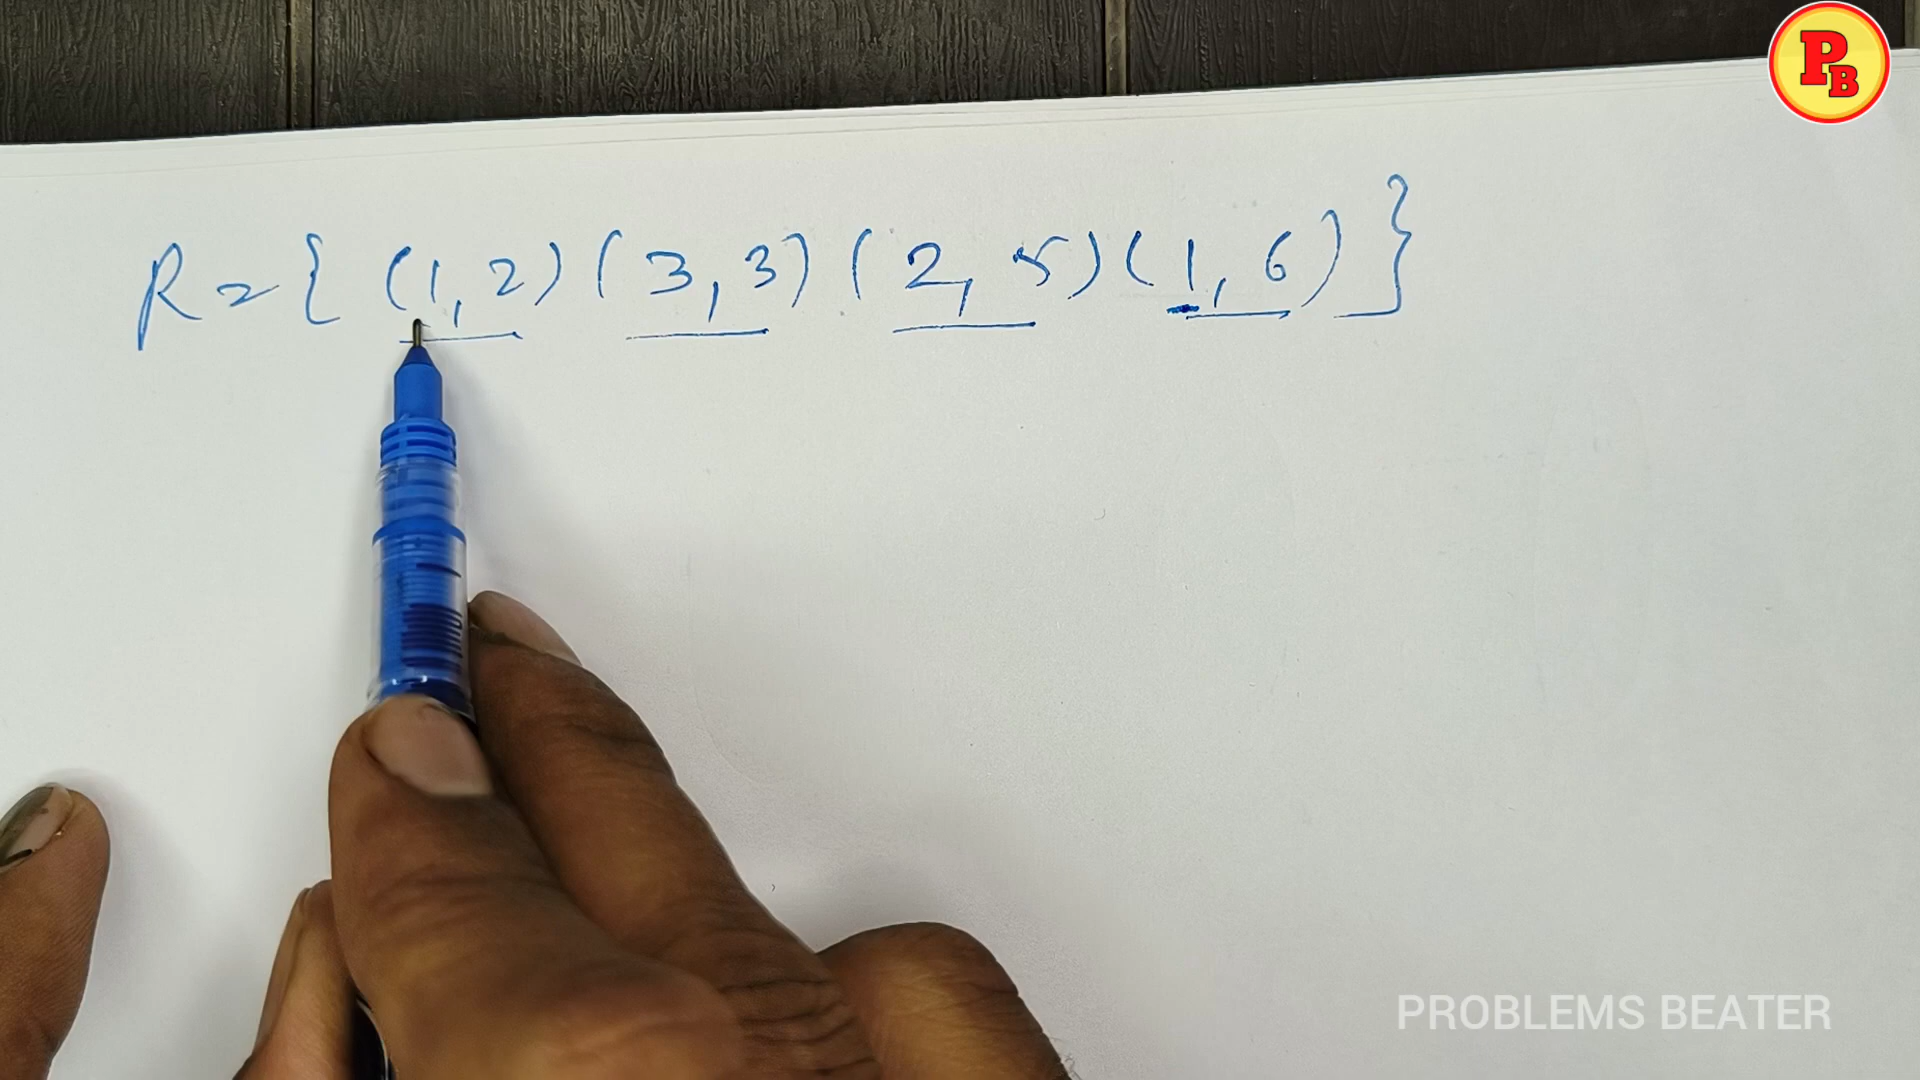 PB
R = { (1, 2) (3, 3) (2, 5) (1, 6) }
PROBLEMS BEATER